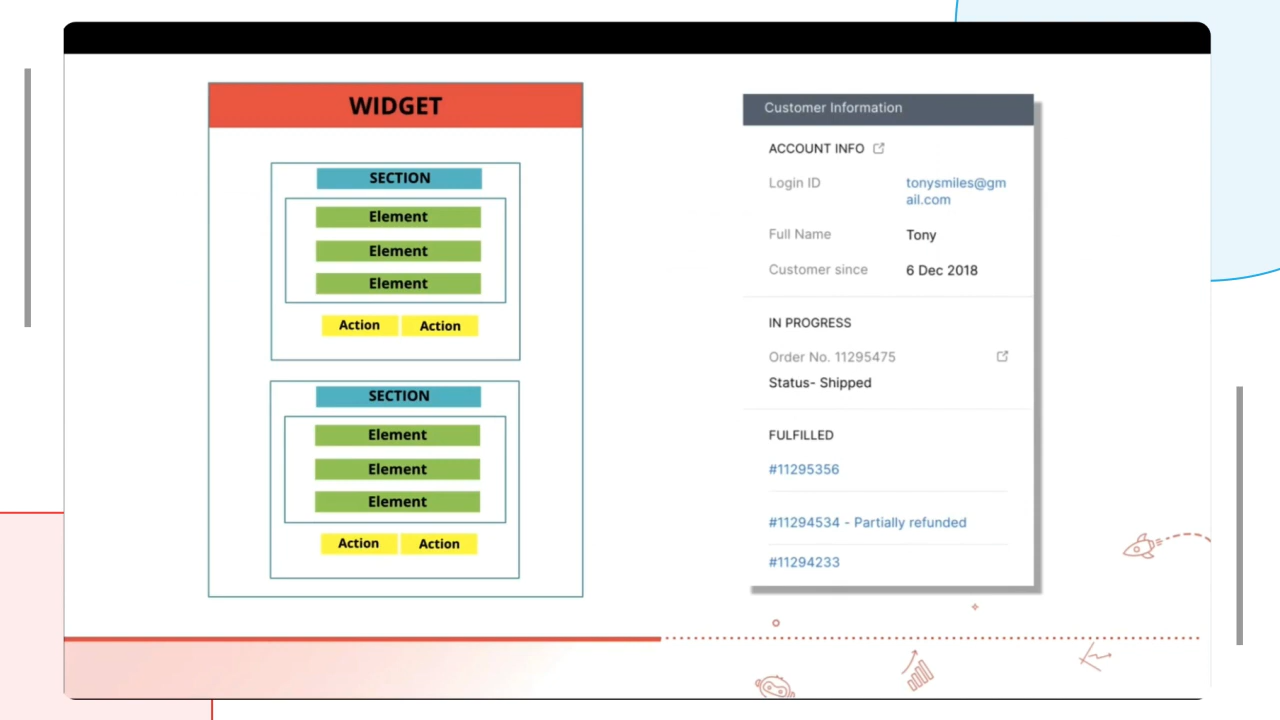 WIDGET
SECTION
Element
Element
Element
Action Action
SECTION
Element
Element
Element
Action Action
Customer Information
ACCOUNT INFO
Login ID tonysmiles@gm
ail.com
Full Name Tony
Customer since 6 Dec 2018
IN PROGRESS
Order No. 11295475
Status- Shipped
FULFILLED
#11295356
#11294534 - Partially refunded
#11294233